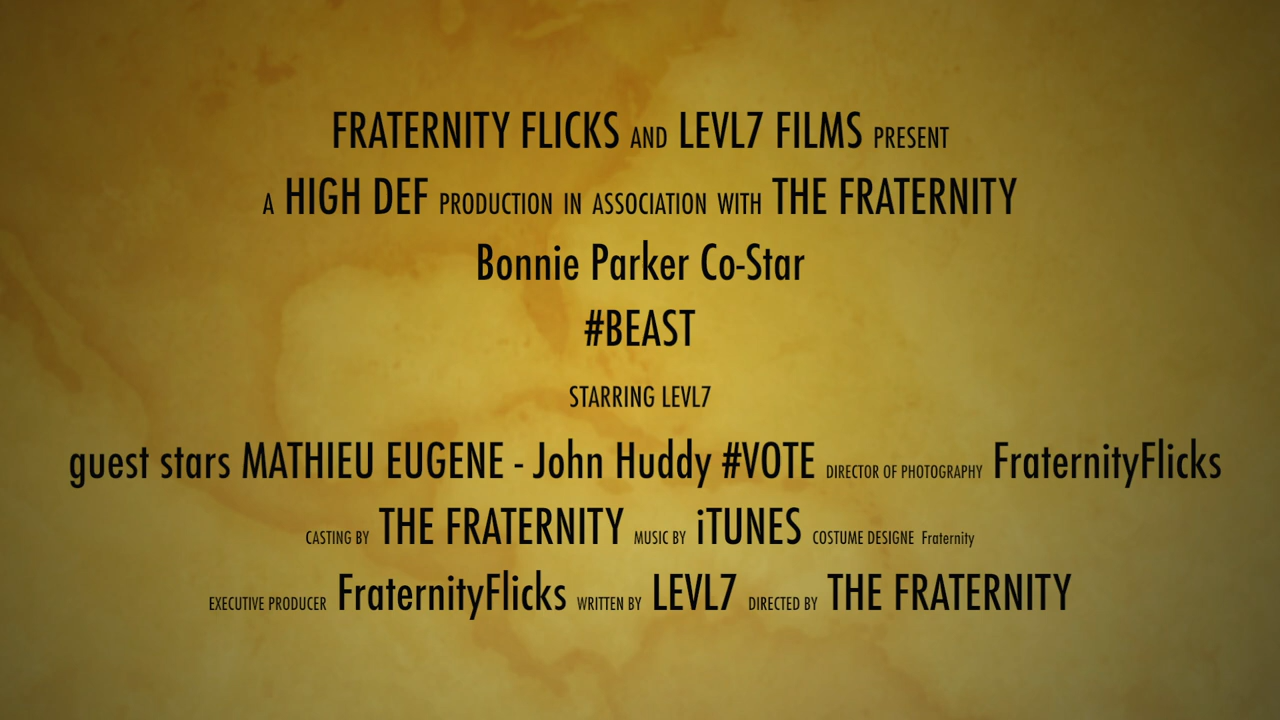 FRATERNITY FLICKS AND LEVL7 FILMS PRESENT
A HIGH DEF PRODUCTION IN ASSOCIATION WITH THE FRATERNITY
Bonnie Parker Co-Star
#BEAST
STARRING LEVL7
guest stars MATHIEU EUGENE - John Huddy #VOTE DIRECTOR OF PHOTOGRAPHY FraternityFlicks
CASTING BY THE FRATERNITY MUSIC BY iTUNES COSTUME DESIGNE Fraternity
EXECUTIVE PRODUCER FraternityFlicks WRITTEN BY LEVL7 DIRECTED BY THE FRATERNITY